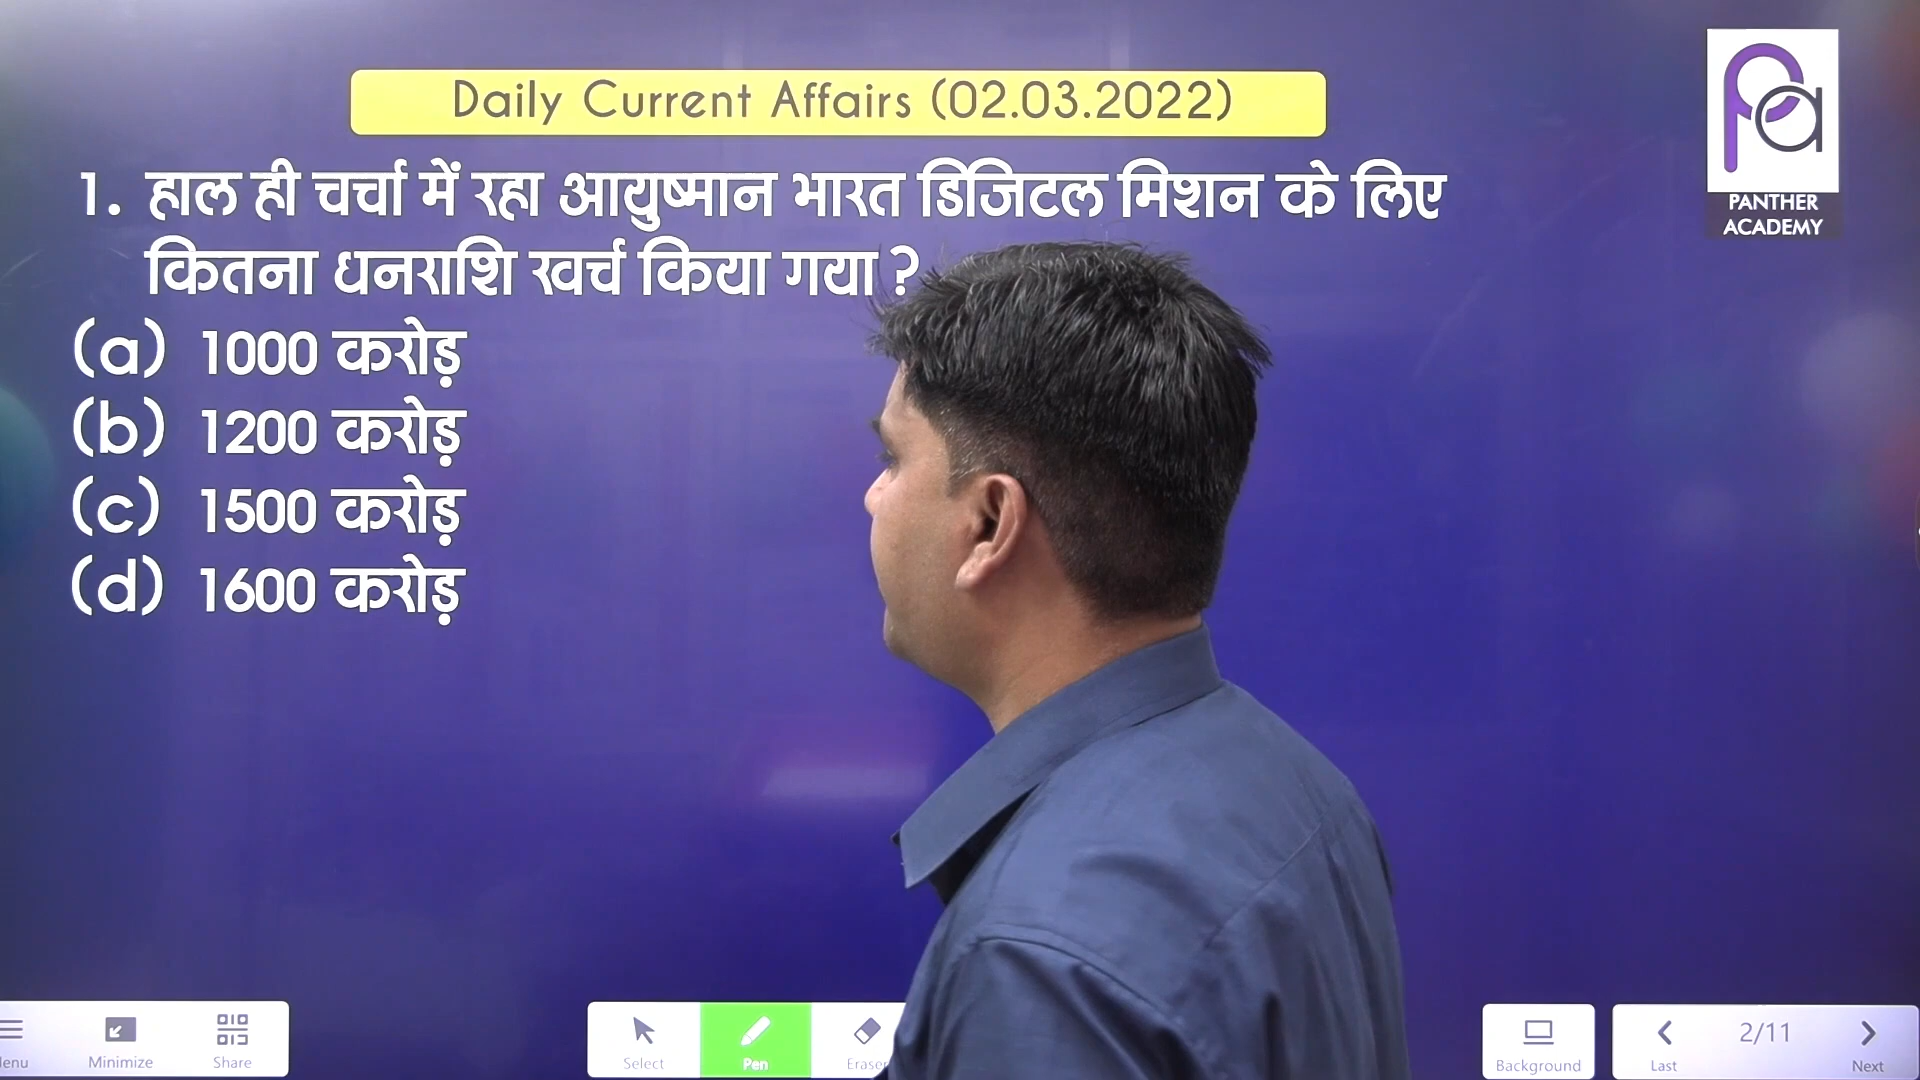 Daily Current Affairs (02.03.2022)
PANTHER
ACADEMY
1. हाल ही चर्चा में रहा आयुष्मान भारत डिजिटल मिशन के लिए
कितना धनराशि खर्च किया गया ?
(a) 1000 करोड़
(b) 1200 करोड़
(c) 1500 करोड़
(d) 1600 करोड़
Minimize
Share
Select
Pen
Background
Last
2/11
Next